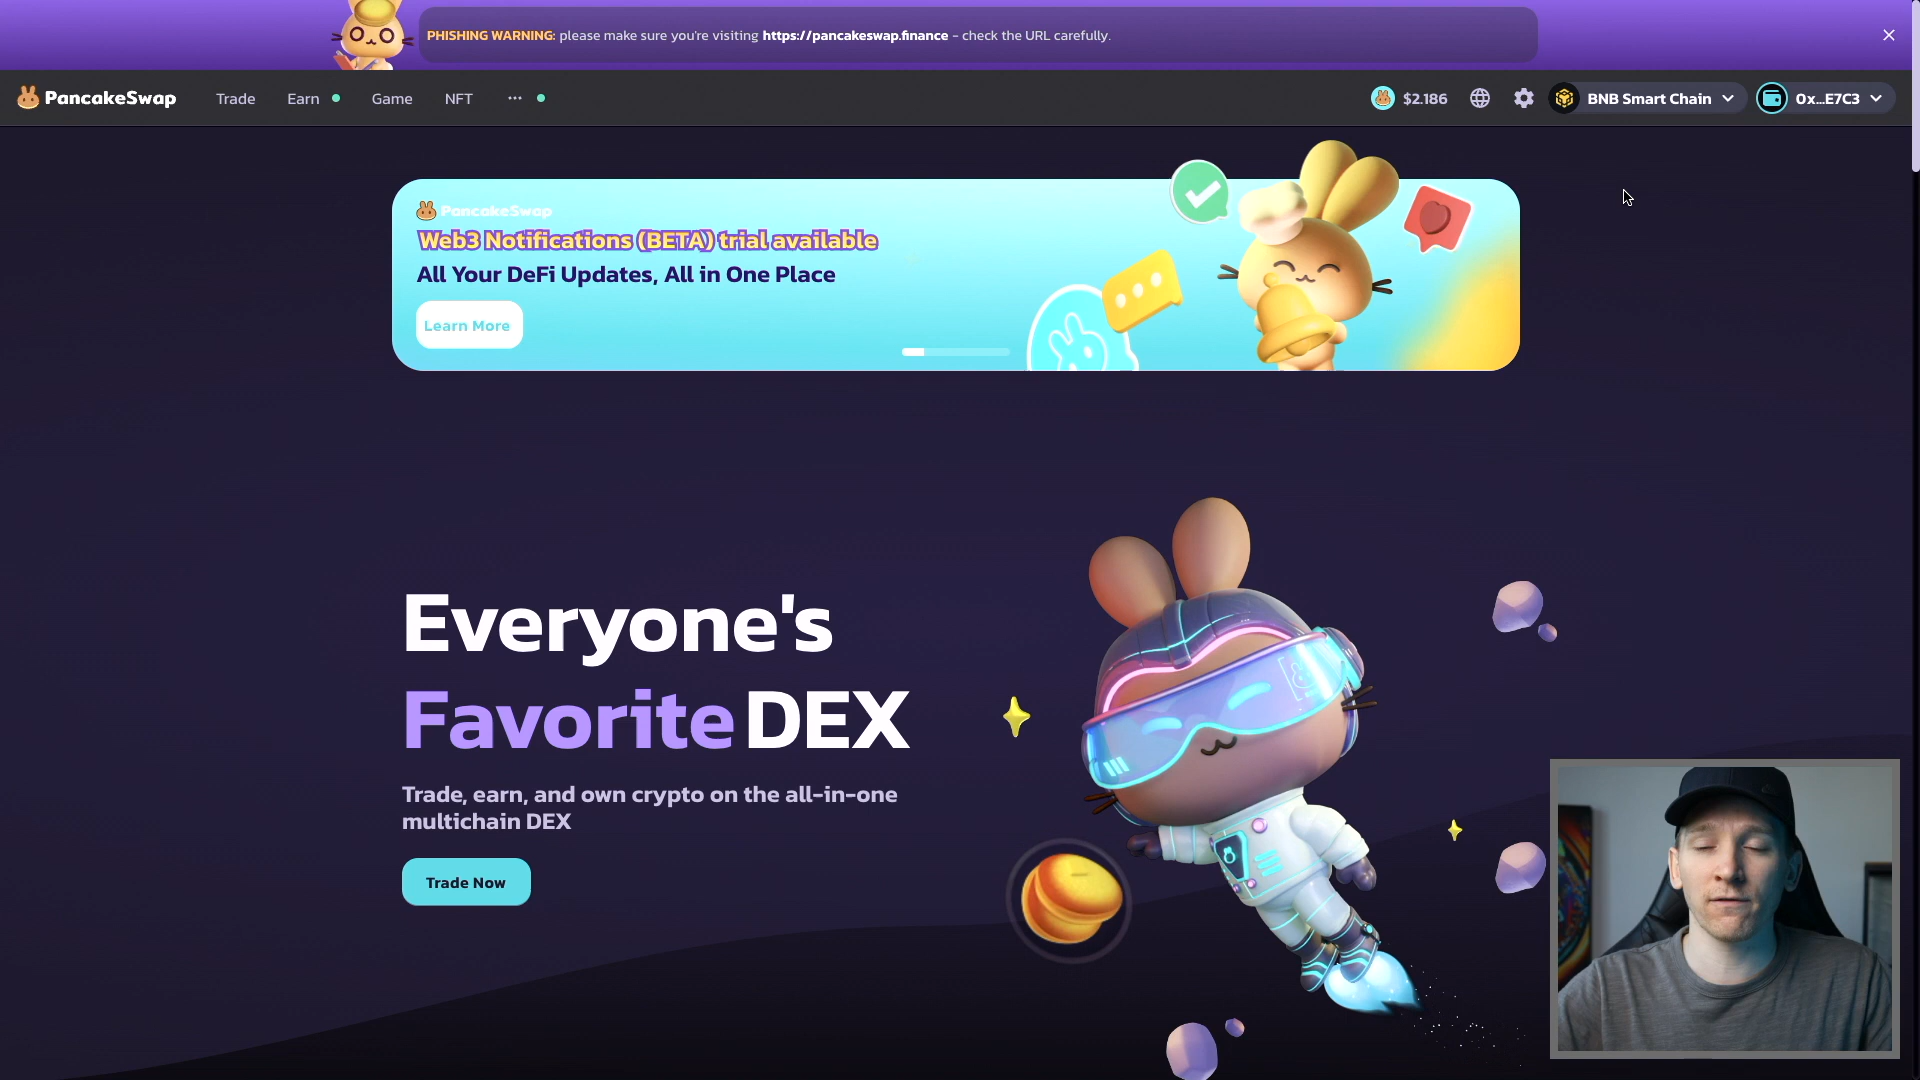 PHISHING WARNING: please make sure you're visiting https://pancakeswap.finance - check the URL carefully.
PancakeSwap Trade Earn Game NFT ... $2.186 BNB Smart Chain 0x...E7C3
PancakeSwap
Web3 Notifications (BETA) trial available
All Your DeFi Updates, All in One Place
Learn More
Everyone's
Favorite DEX
Trade, earn, and own crypto on the all-in-one
multichain DEX
Trade Now